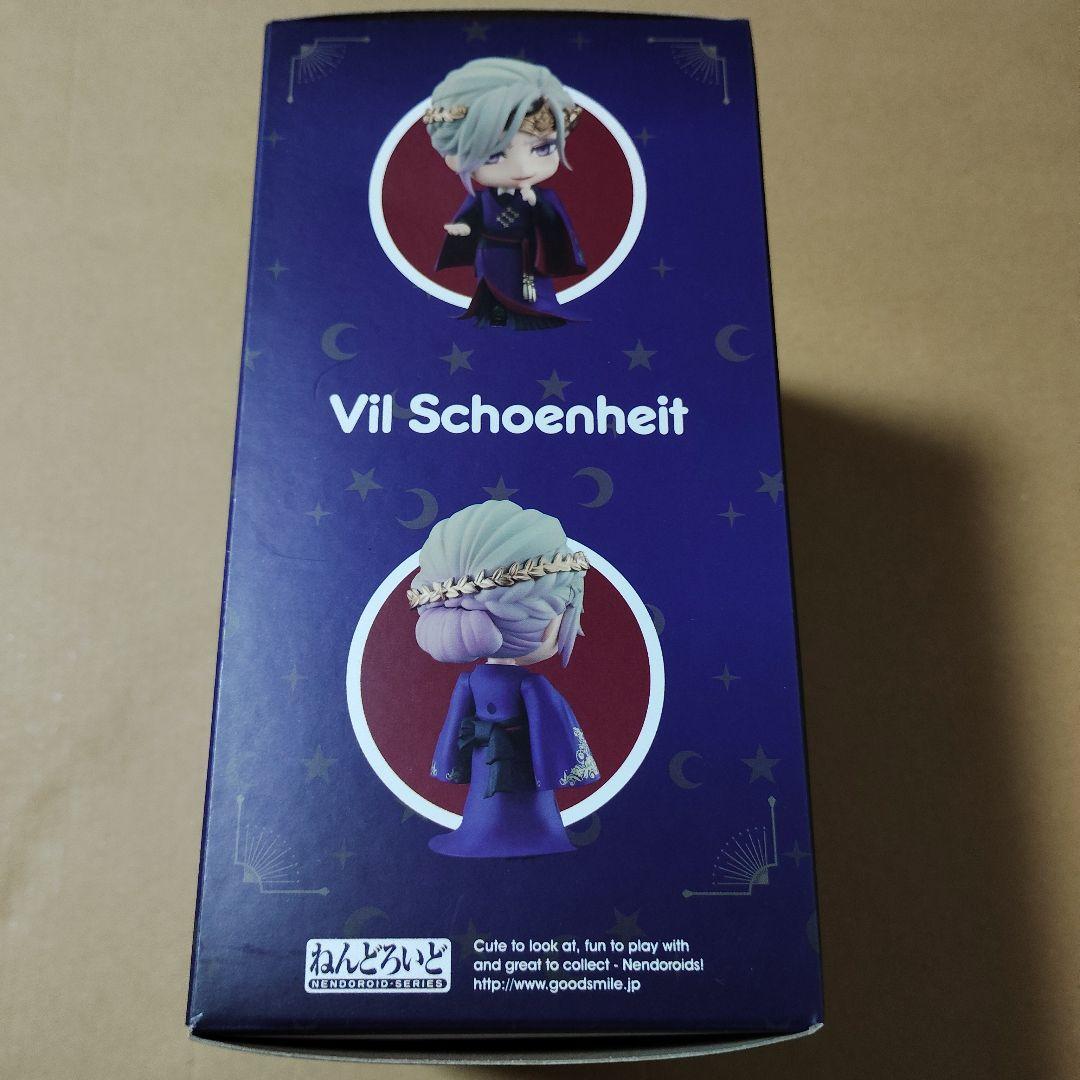 Vil Schoenheit
ねんどろいど
NENDOROID-SERIES
Cute to look at, fun to play with
and great to collect - Nendoroids!
http://www.goodsmile.jp